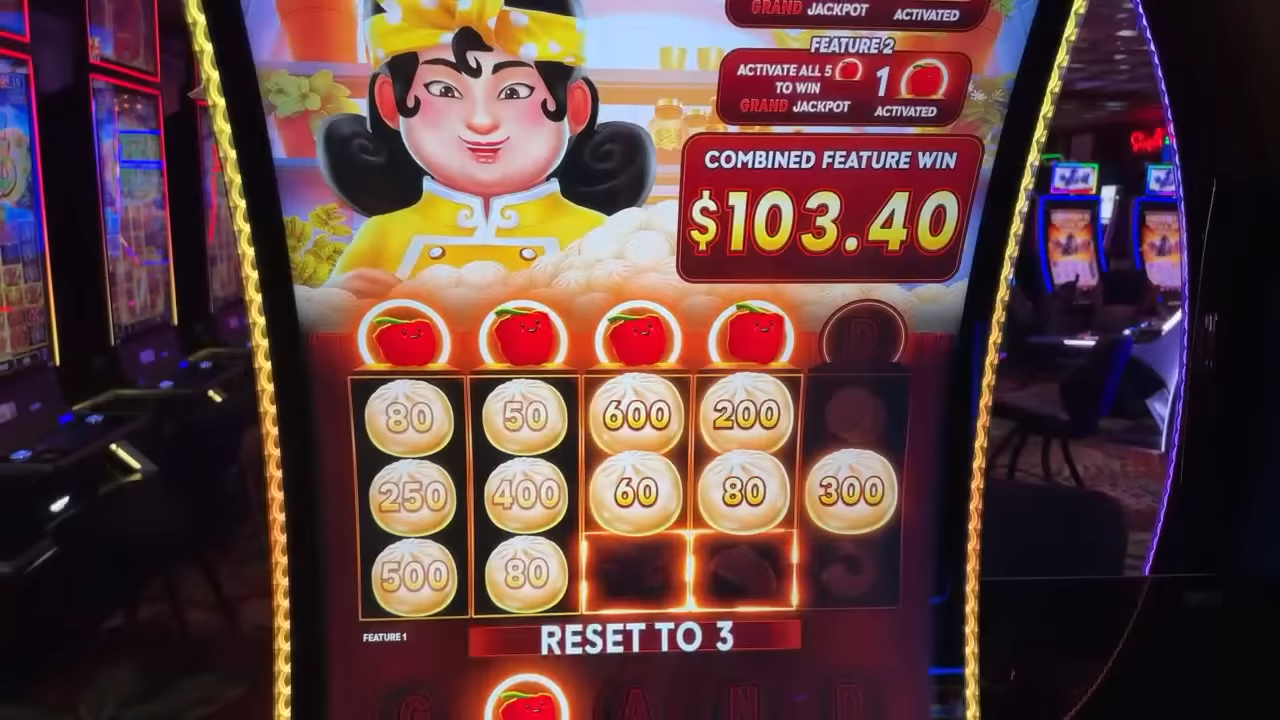 GRAND JACKPOT
ACTIVATED
FEATURE 2
ACTIVATE ALL 5
TO WIN
GRAND JACKPOT
1
ACTIVATED
COMBINED FEATURE WIN
$103.40
D
80 50 600 200
250 400 60 80 300
500 80
FEATURE 1
RESET TO 3
G A N D